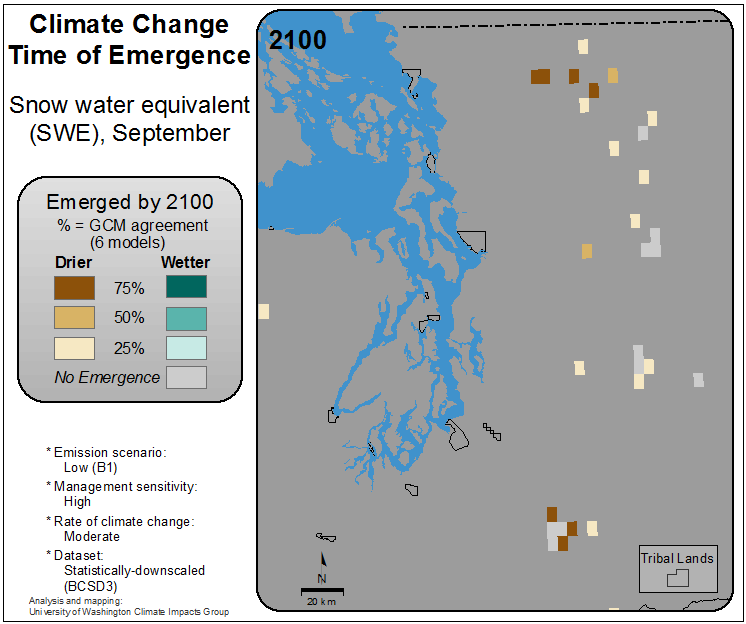 Climate Change
Time of Emergence
Snow water equivalent
(SWE), September
Emerged by 2100
% = GCM agreement
(6 models)
Drier Wetter
75%
50%
25%
No Emergence
* Emission scenario:
Low (B1)
* Management sensitivity:
High
* Rate of climate change:
Moderate
* Dataset:
Statistically-downscaled
(BCSD3)
Analysis and mapping:
University of Washington Climate Impacts Group
2100
N
20 km
Tribal Lands